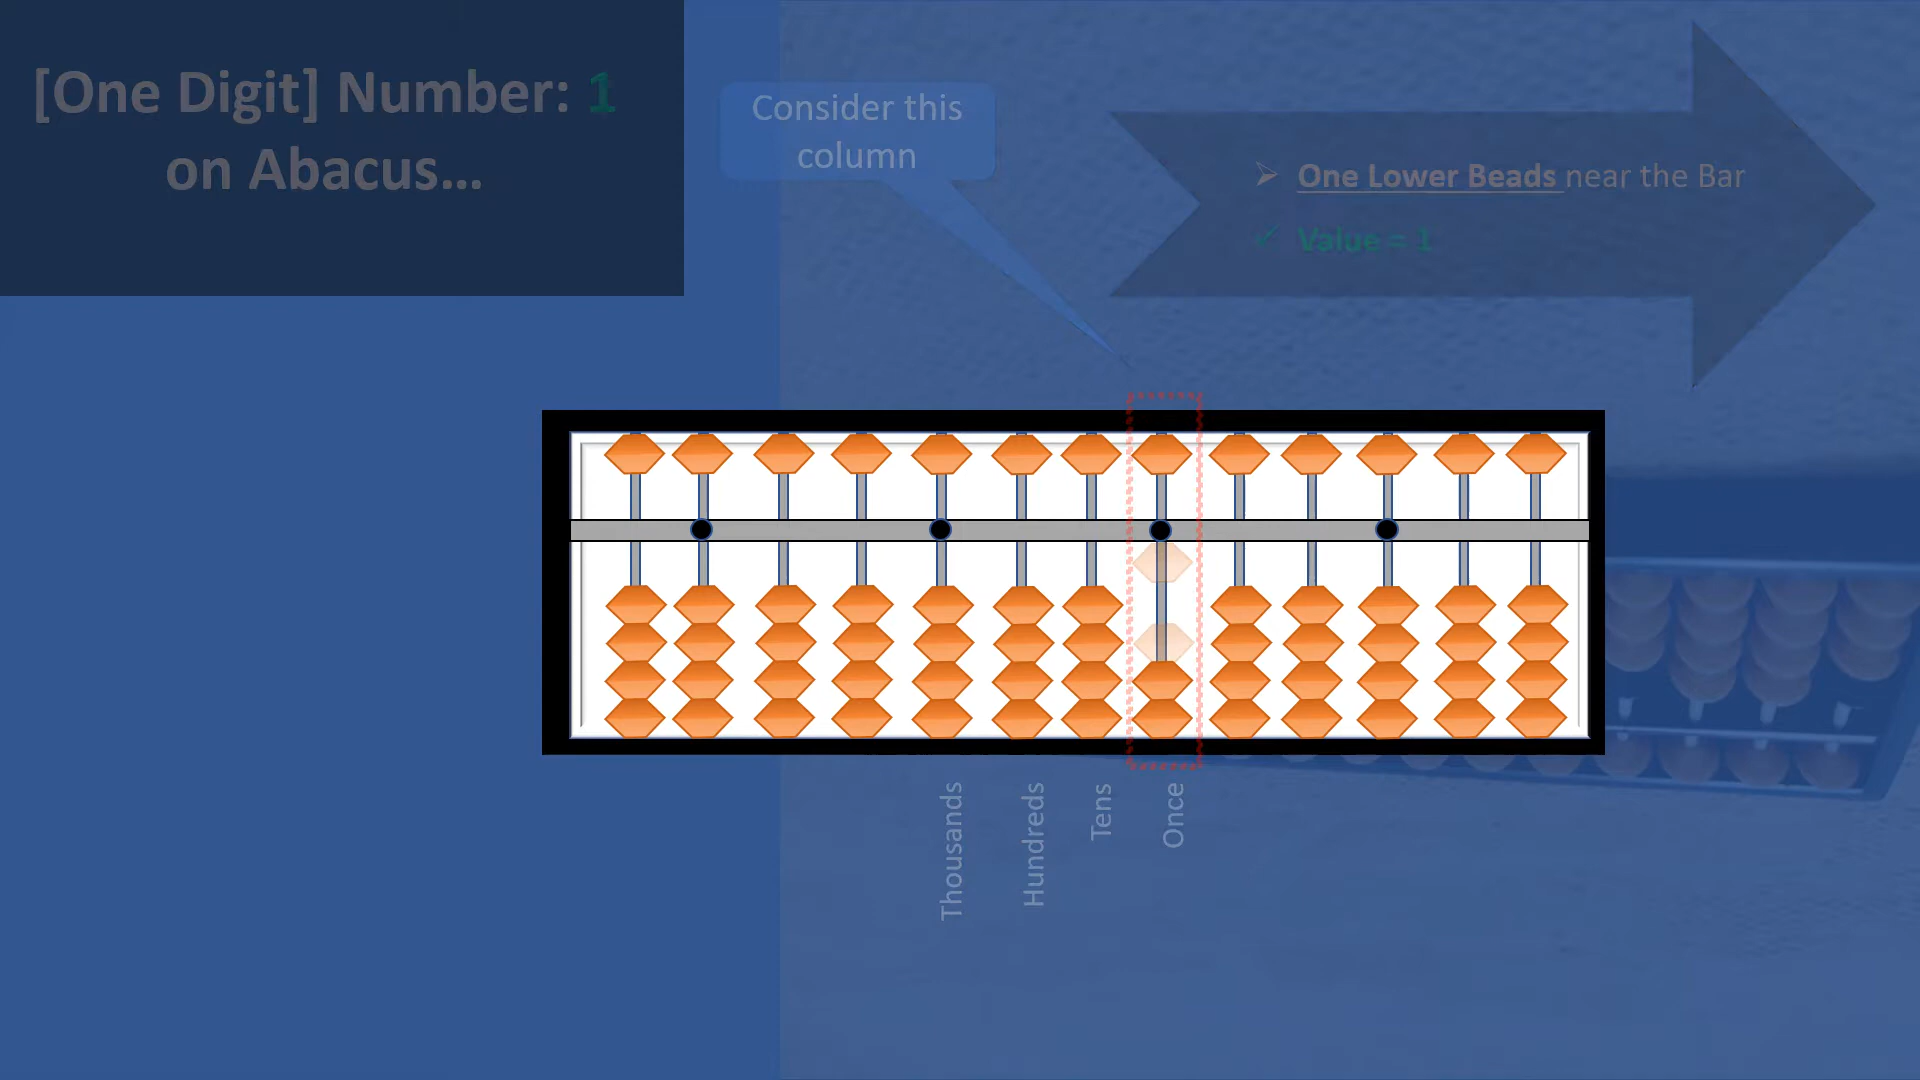 [One Digit] Number: 1
on Abacus...
Consider this
column
➢ One Lower Beads near the Bar
✓ Value = 1
Thousands
Hundreds
Tens
Once